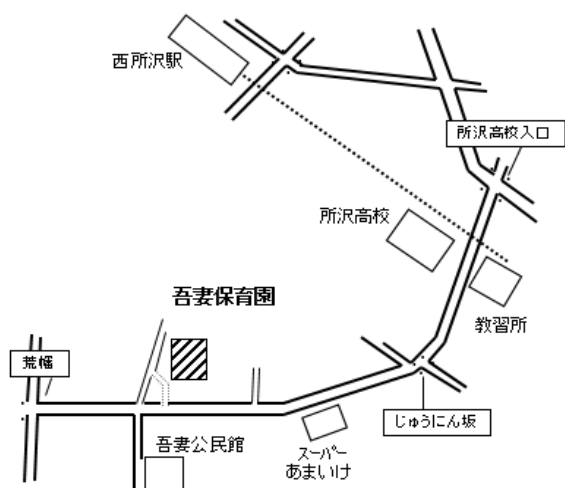 西所沢駅
所沢高校入口
所沢高校
教習所
吾妻保育園
荒幡
じゅうにん坂
吾妻公民館
スーパー
あまいけ